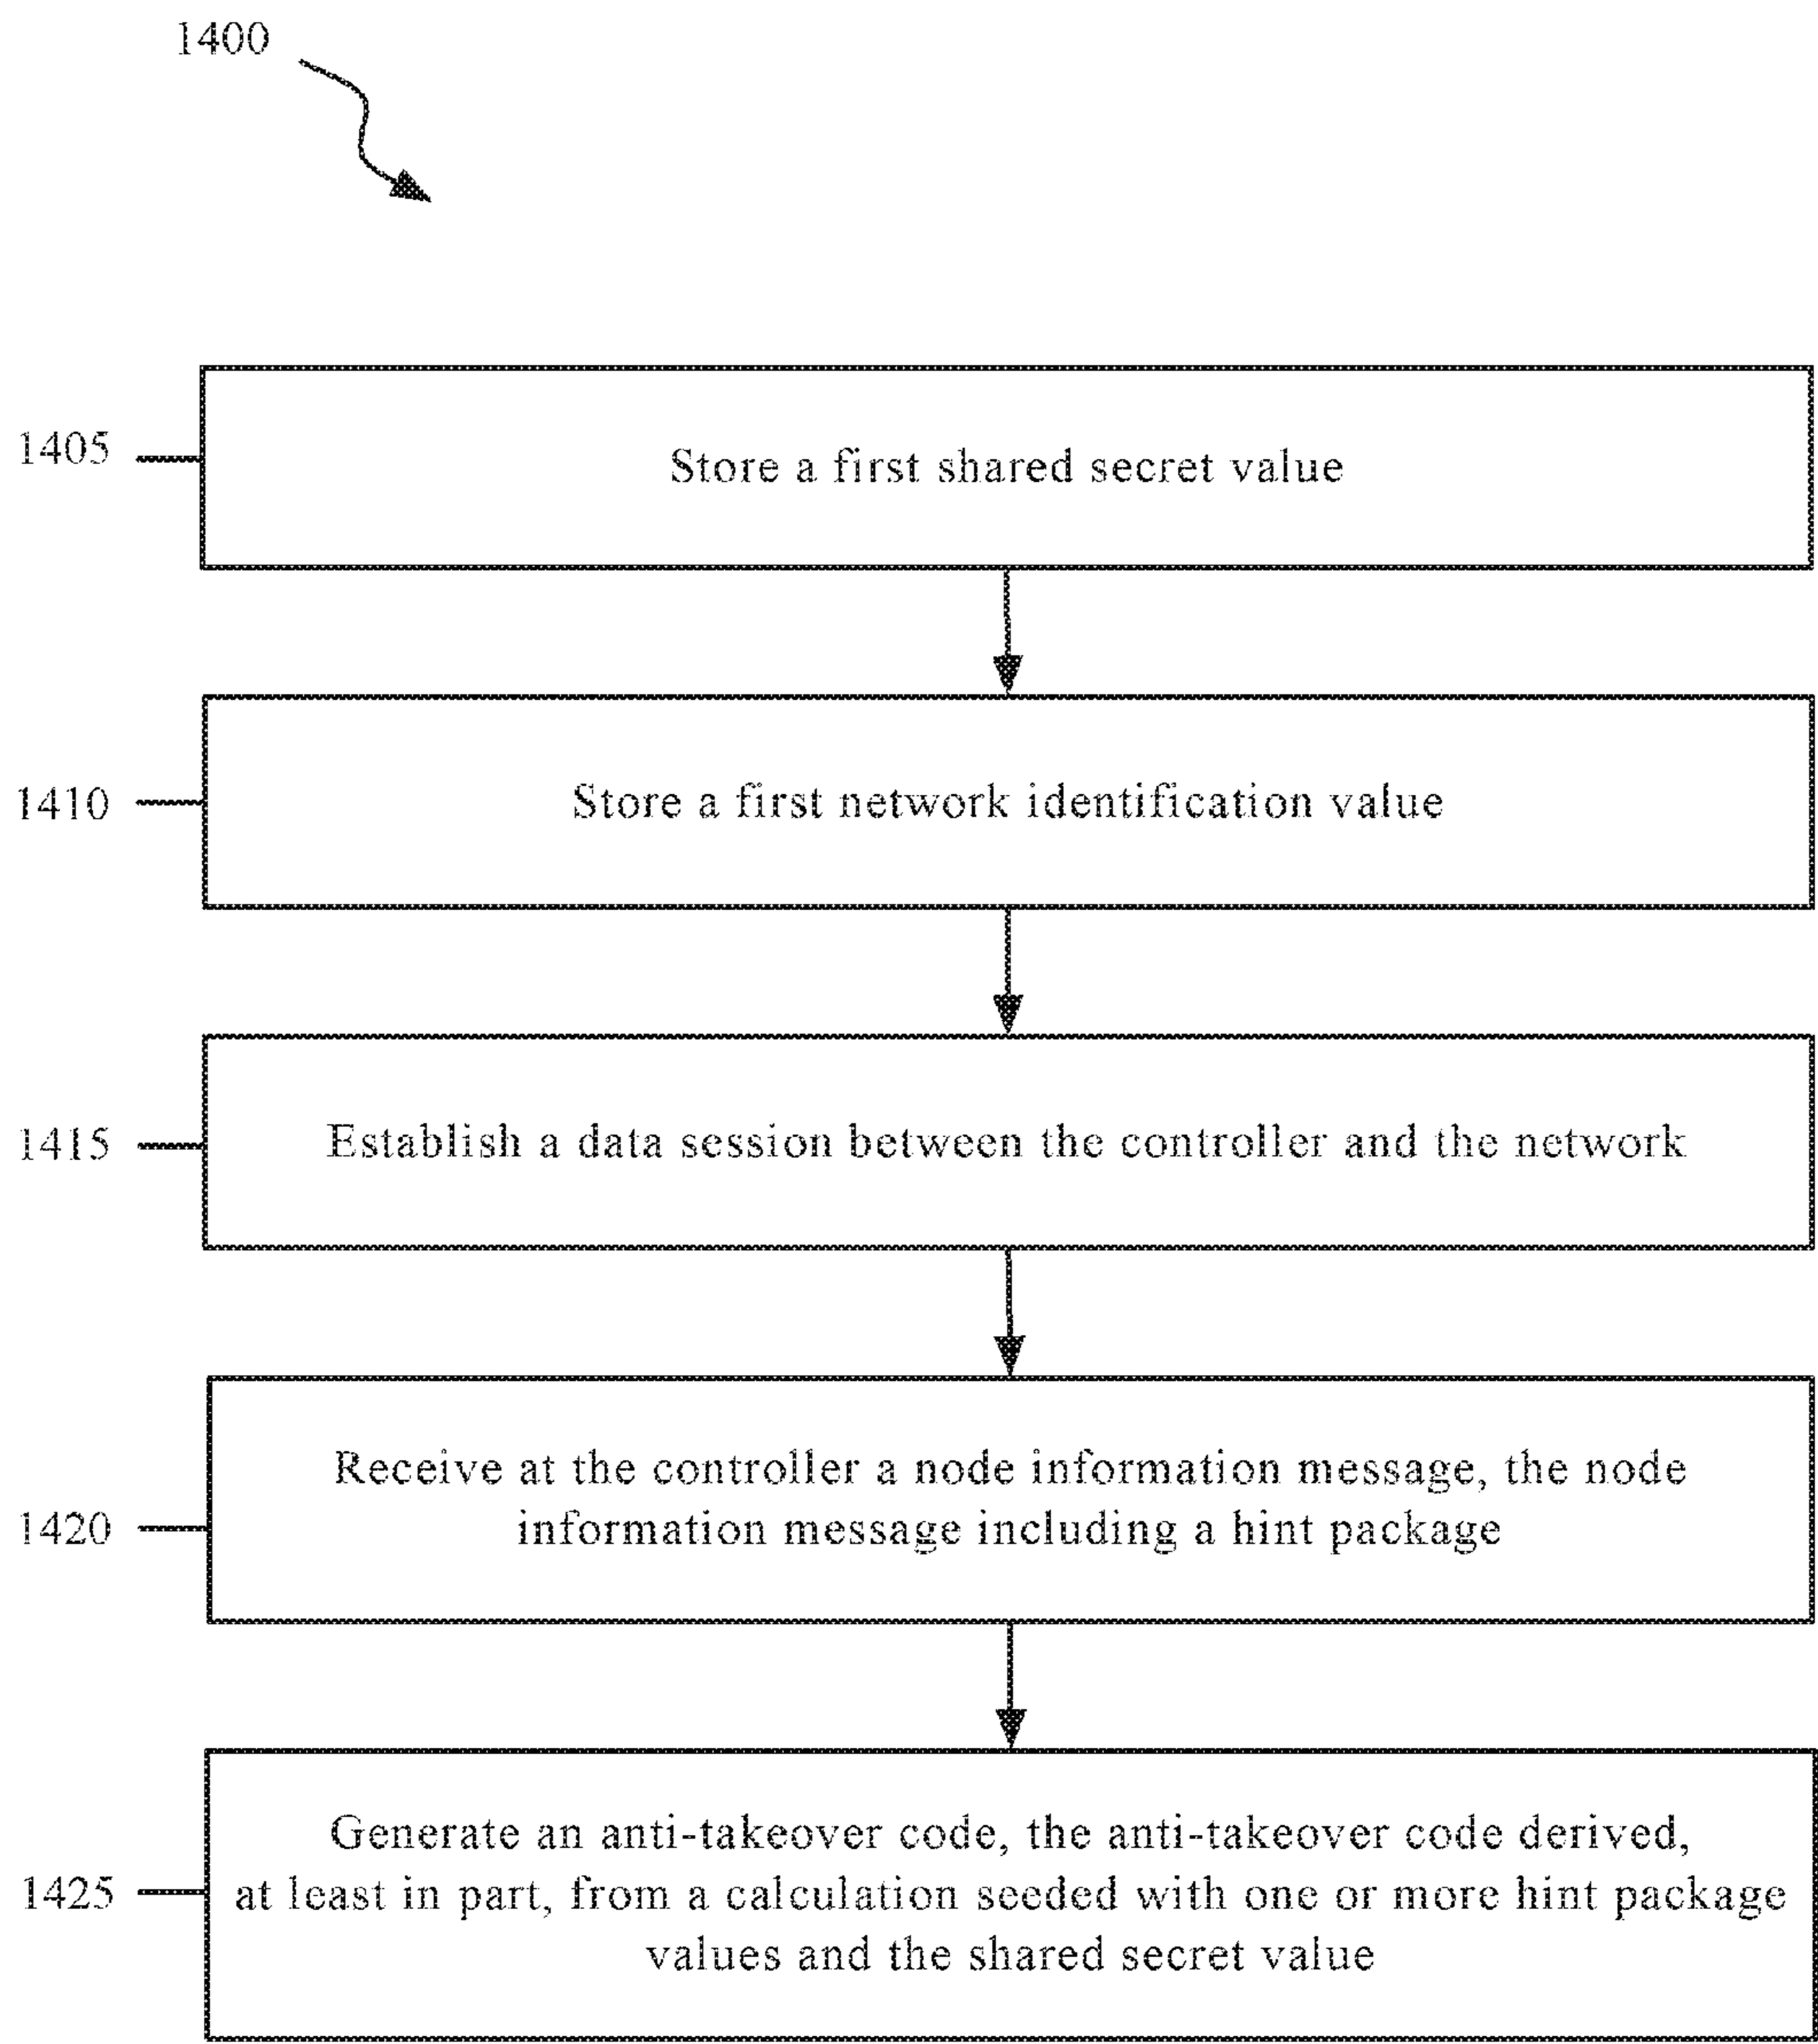 1400
1405
Store a first shared secret value
1410
Store a first network identification value
1415
Establish a data session between the controller and the network
1420
Receive at the controller a node information message, the node
information message including a hint package
1425
Generate an anti-takeover code, the anti-takeover code derived,
at least in part, from a calculation seeded with one or more hint package
values and the shared secret value